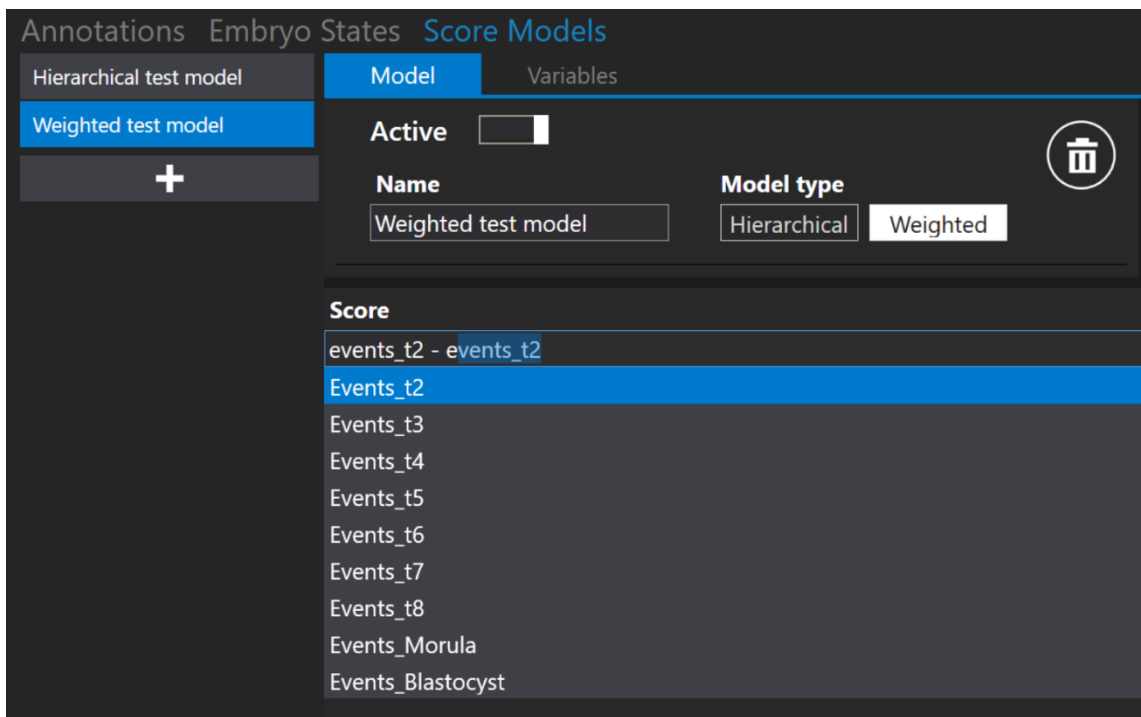 Annotations Embryo States Score Models
Hierarchical test model
Weighted test model
Model Variables
Active
Name
Weighted test model
Model type
Hierarchical Weighted
Score
events_t2 - events_t2
Events_t2
Events_t3
Events_t4
Events_t5
Events_t6
Events_t7
Events_t8
Events_Morula
Events_Blastocyst